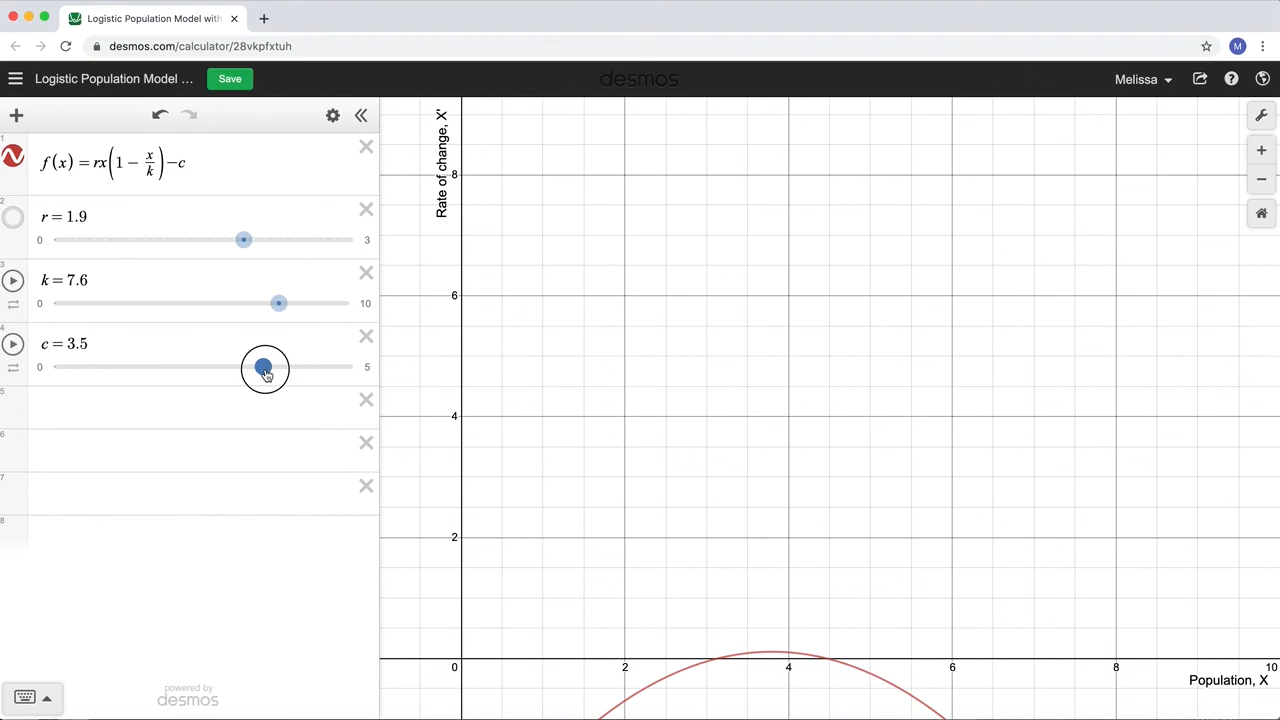 Logistic Population Model with
desmos.com/calculator/28vkpfxtuh
M
Logistic Population Model ...
Save
desmos
Melissa
1
f(x) = rx(1 − x/k) − c
2
r = 1.9
0
3
3
k = 7.6
0
10
4
c = 3.5
0
5
5
6
7
8
powered by
desmos
Rate of change, X'
8
6
4
2
0
2
4
6
8
10
Population, X